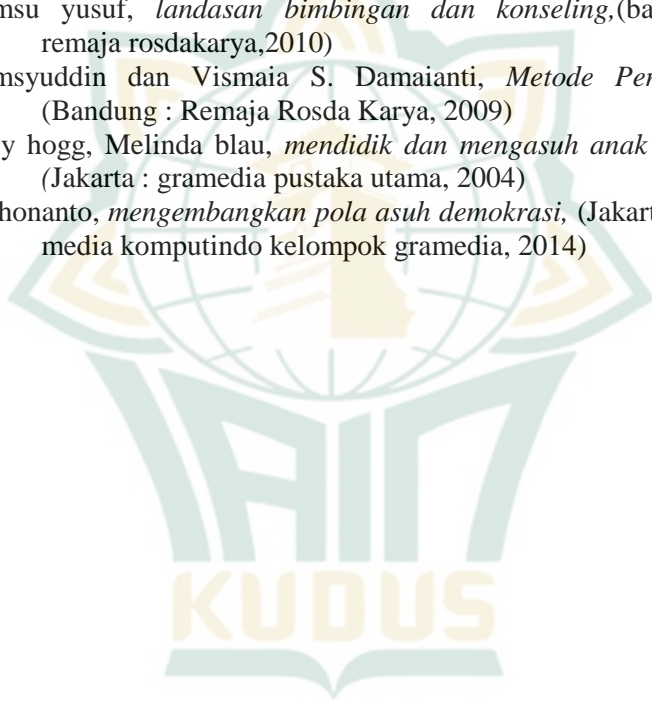 msu yusuf, landasan bimbingan dan konseling,(ba
remaja rosdakarya,2010)
msyuddin dan Vismaia S. Damaianti, Metode Pen
(Bandung : Remaja Rosda Karya, 2009)
y hogg, Melinda blau, mendidik dan mengasuh anak
(Jakarta : gramedia pustaka utama, 2004)
honanto, mengembangkan pola asuh demokrasi, (Jakart
media komputindo kelompok gramedia, 2014)
IAIN
KUDUS